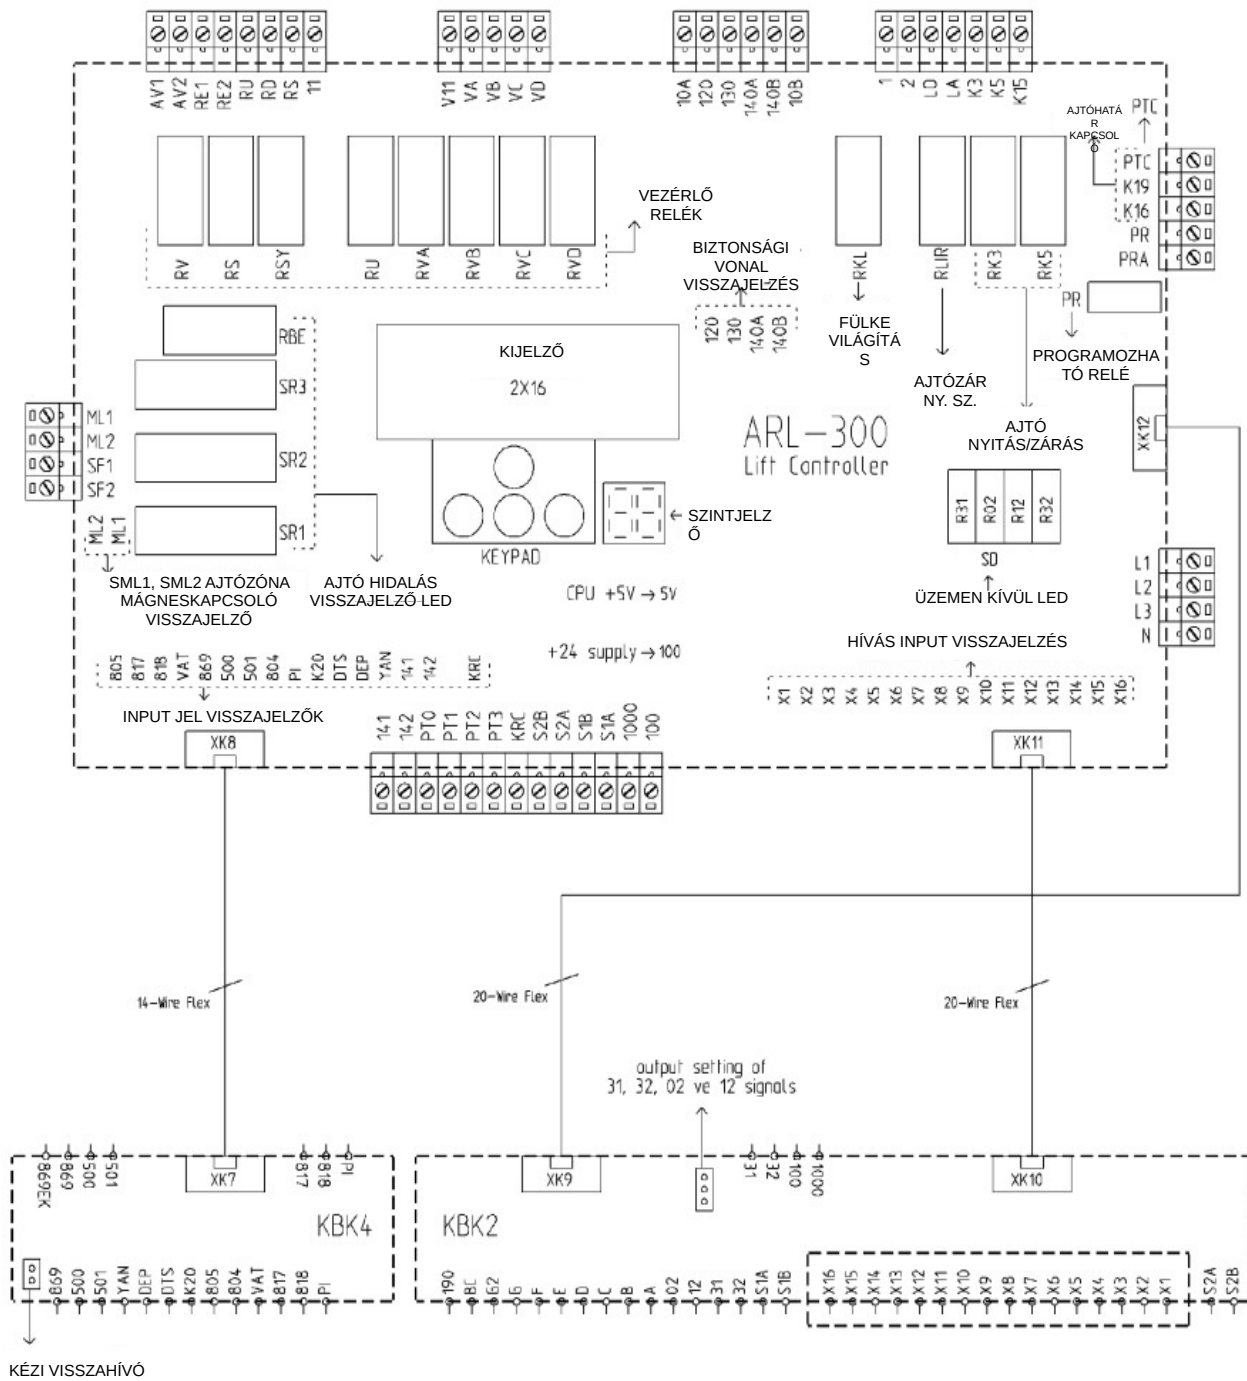 AV1 AV2 RE1 RE2 RU RD RS 11
V11 VA VB VC VD
10A 120 130 140A 140B 10B
1 2 LD LA K3 K5 K15
AJTÓHATÁ
R
KAPCSOL
Ó
PTC
PTC
K19
K16
PR
PRA
RV RS RSY
RU RVA RVB RVC RVD
VEZÉRLŐ
RELÉK
BIZTONSÁGI
VONAL
VISSZAJELZÉS
120 130 140A 140B
RKL
RLIR
RK3 RK5
PR
FÜLKE
VILÁGÍTÁ
S
AJTÓZÁR
NY. SZ.
AJTÓ
NYITÁS/ZÁRÁS
PROGRAMOZHA
TÓ RELÉ
RBE
SR3
SR2
SR1
KIJELZŐ
2X16
ARL-300
Lift Controller
XK12
ML1
ML2
SF1
SF2
ML2 ML1
KEYPAD
SZINTJELZ
Ő
R31 R02 R12 R32
SD
ÜZEMEN KÍVÜL LED
L1
L2
L3
N
SML1, SML2 AJTÓZÓNA
MÁGNESKAPCSOLÓ
VISSZAJELZŐ
AJTÓ HIDALÁS
VISSZAJELZŐ LED
CPU +5V → 5V
+24 supply → 100
HÍVÁS INPUT VISSZAJELZÉS
805 817 818 VAT 869 500 501 804 PI K20 DTS DEP YAN 141 142 KRC
X1 X2 X3 X4 X5 X6 X7 X8 X9 X10 X11 X12 X13 X14 X15 X16
INPUT JEL VISSZAJELZŐK
XK8
141 142 PT0 PT1 PT2 PT3 KRC S2B S2A S1B S1A 1000 100
XK11
14-Wire Flex
20-Wire Flex
20-Wire Flex
output setting of
31, 32, 02 ve 12 signals
869EK 869 500 501
XK7
817 818 PI
KBK4
869 500 501 YAN DEP DTS K20 805 804 VAT 817 818 PI
XK9
31 32 100 1000
XK10
KBK2
190 BC G2 G F E D C B A 02 12 31 32 S1A S1B
X16 X15 X14 X13 X12 X11 X10 X9 X8 X7 X6 X5 X4 X3 X2 X1
S2A S2B
KÉZI VISSZAHÍVÓ